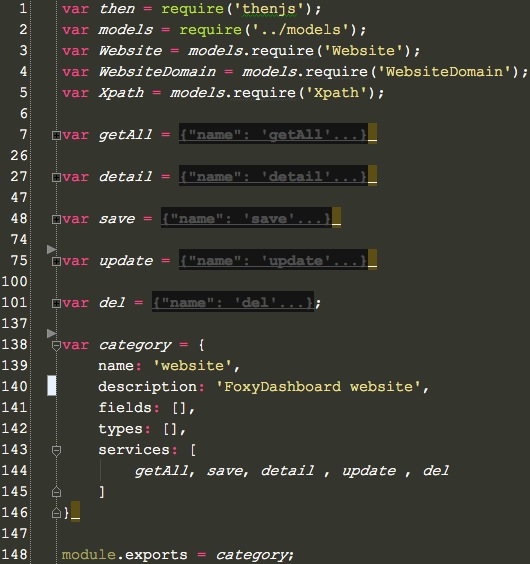 1 var then = require('thenjs');
2 var models = require('../models');
3 var Website = models.require('Website');
4 var WebsiteDomain = models.require('WebsiteDomain');
5 var Xpath = models.require('Xpath');
6
7 var getAll = {"name": 'getAll'...}
26
27 var detail = {"name": 'detail'...}
47
48 var save = {"name": 'save'...}
74
75 var update = {"name": 'update'...}
100
101 var del = {"name": 'del'...};
137
138 var category = {
139 name: 'website',
140 description: 'FoxyDashboard website',
141 fields: [],
142 types: [],
143 services: [
144 getAll, save, detail , update , del
145 ]
146 }
147
148 module.exports = category;